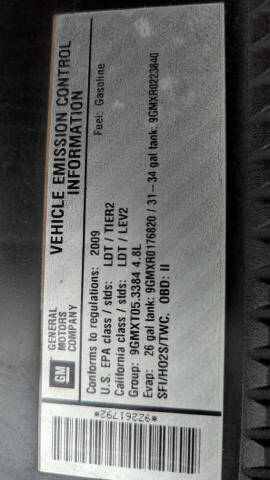 GM
GENERAL
MOTORS
COMPANY
VEHICLE EMISSION CONTROL
INFORMATION
Conforms to regulations: 2009 Fuel: Gasoline
U.S. EPA class / stds: LDT / TIER2
California class / stds: LDT / LEV2
Group: 9GMXT05.3384 4.8L
Evap: 26 gal tank: 9GMXR0176820 / 31-34 gal tank: 9GMXR0223840
SFI/HO2S/TWC, OBD: II
*92261792*